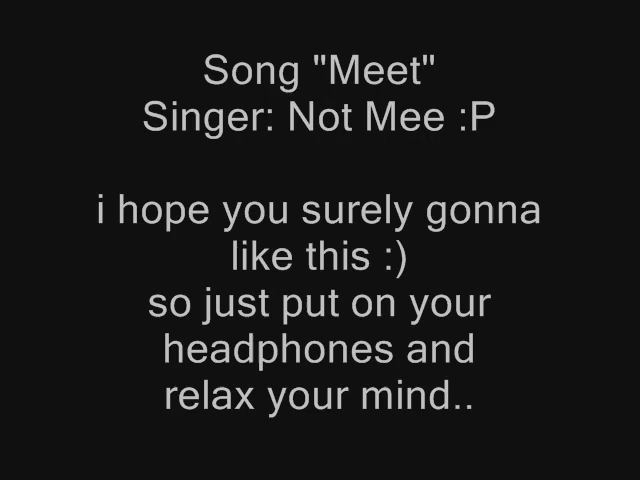 Song "Meet"
Singer: Not Mee :P
i hope you surely gonna
like this :)
so just put on your
headphones and
relax your mind..